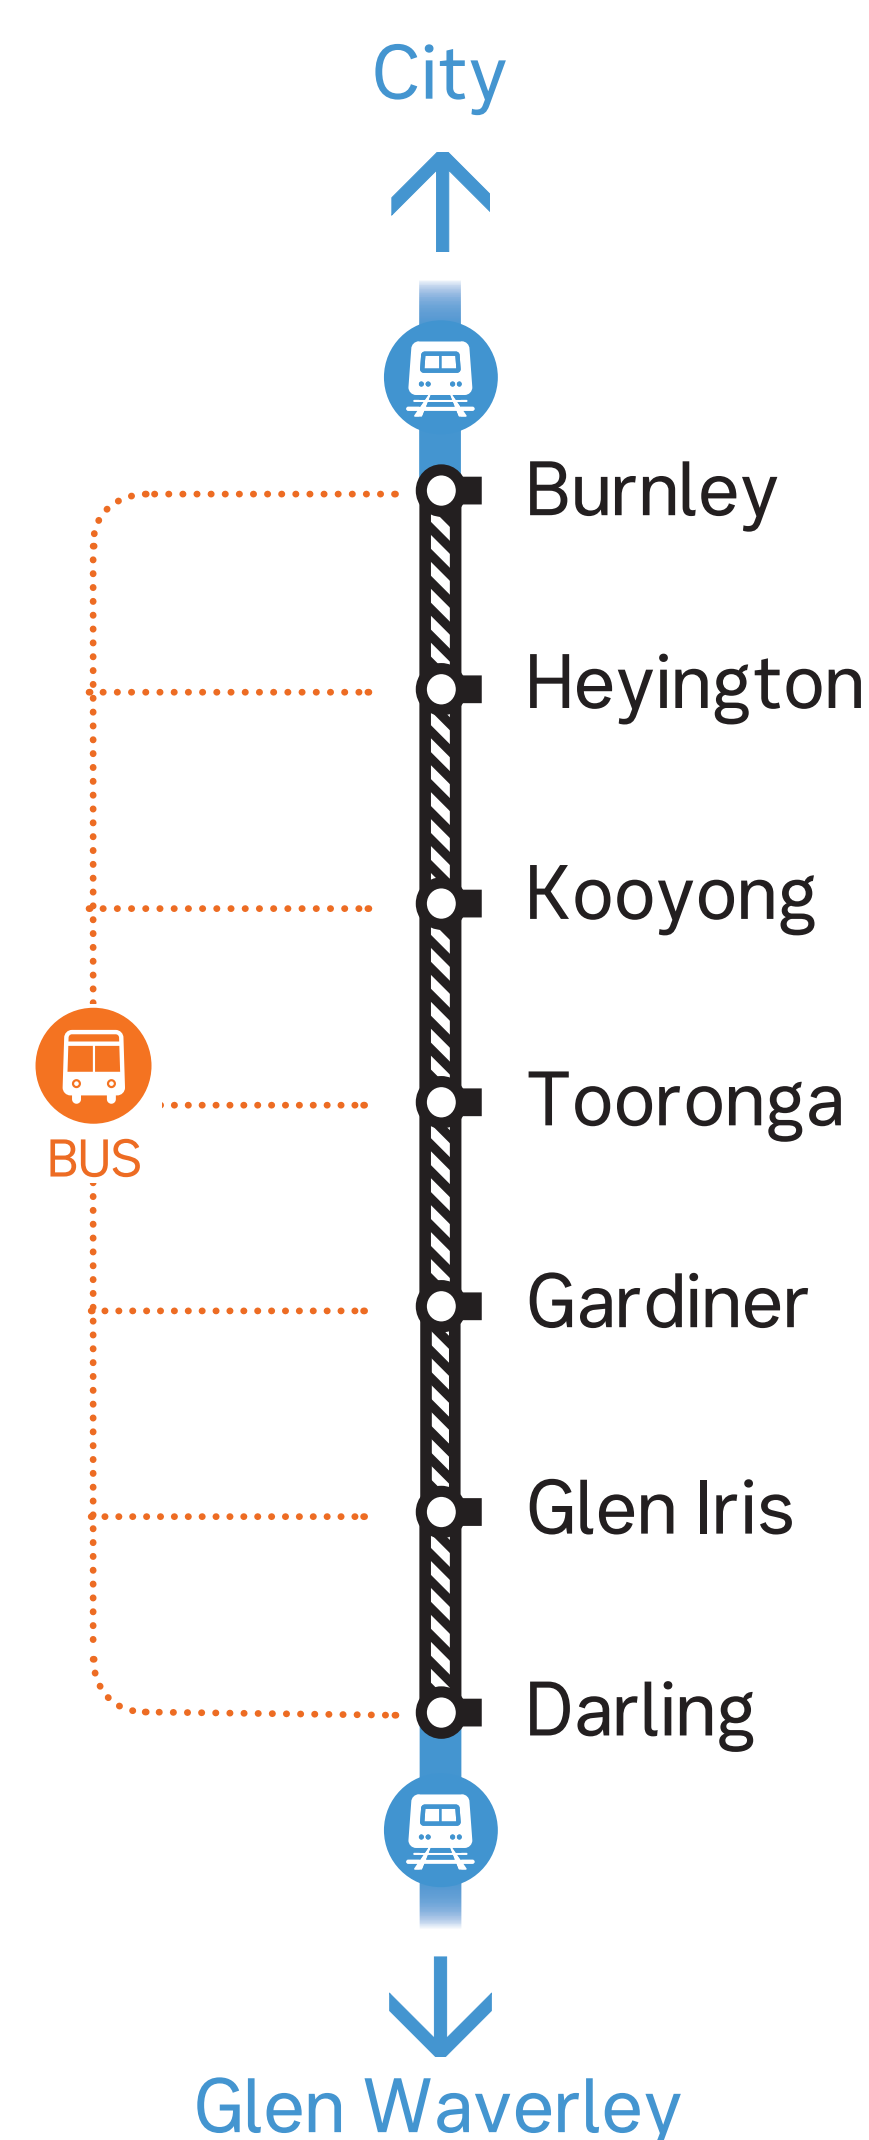 City
Burnley
Heyington
Kooyong
Tooronga
BUS
Gardiner
Glen Iris
Darling
Glen Waverley